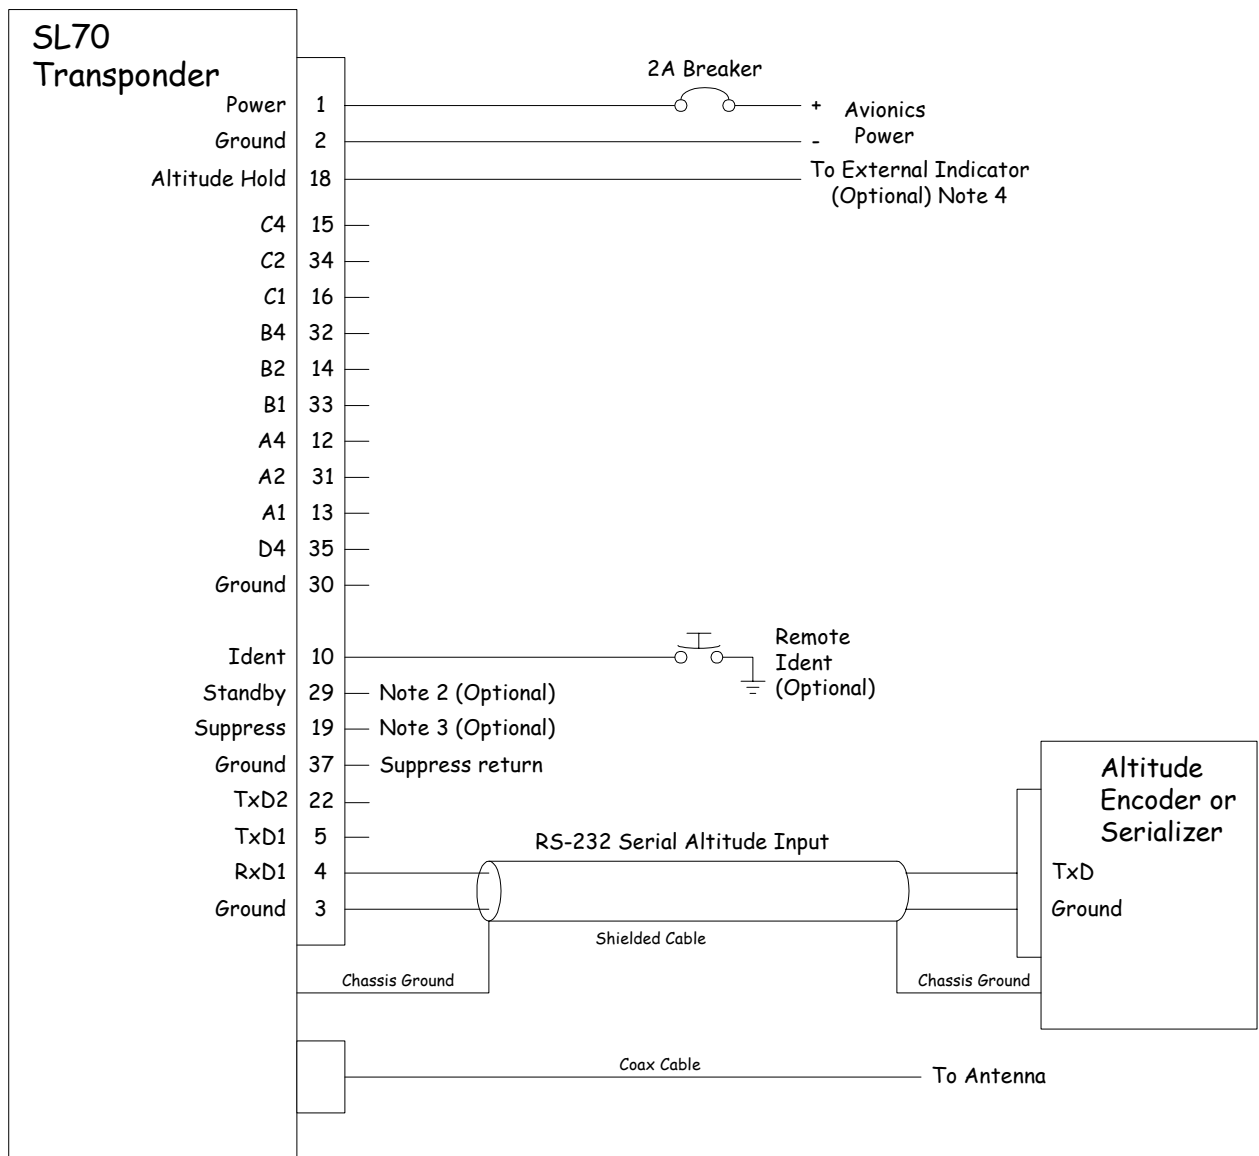 SL70
Transponder
2A Breaker
Power 1 + Avionics
Ground 2 - Power
Altitude Hold 18 To External Indicator
(Optional) Note 4
C4 15
C2 34
C1 16
B4 32
B2 14
B1 33
A4 12
A2 31
A1 13
D4 35
Ground 30
Remote
Ident 10 Ident
(Optional)
Standby 29 Note 2 (Optional)
Suppress 19 Note 3 (Optional)
Ground 37 Suppress return
Altitude
Encoder or
Serializer
TxD2 22
TxD1 5
RS-232 Serial Altitude Input
RxD1 4 TxD
Ground 3 Ground
Shielded Cable
Chassis Ground Chassis Ground
Coax Cable
To Antenna